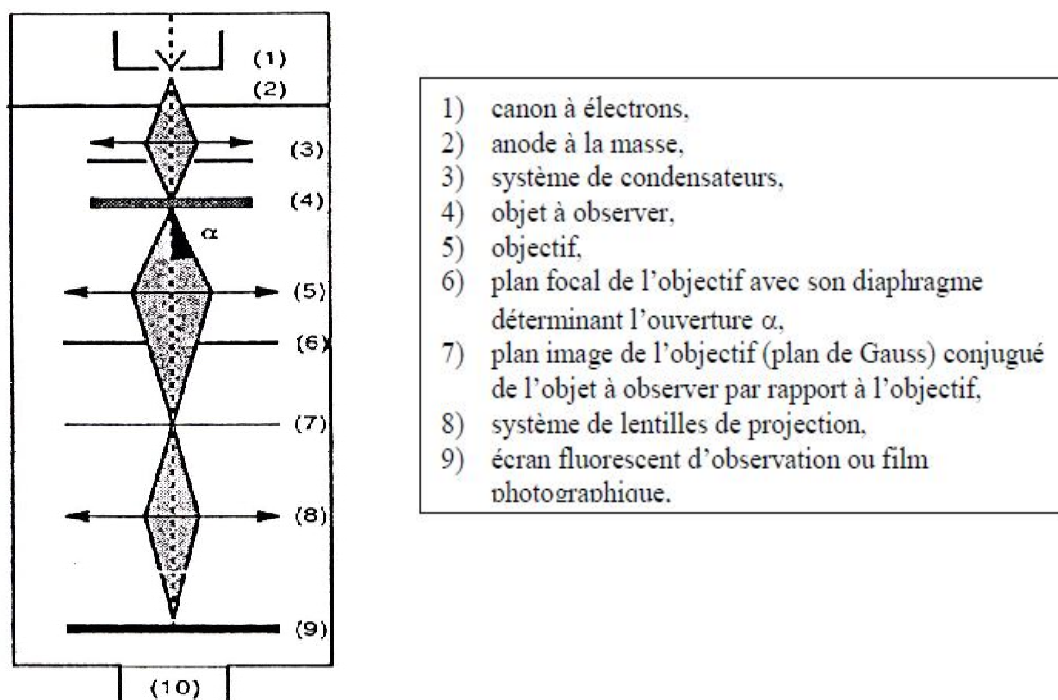 (1)
(2)
(3)
(4)
α
(5)
(6)
(7)
(8)
(9)
(10)
1) canon à électrons,
2) anode à la masse,
3) système de condensateurs,
4) objet à observer,
5) objectif,
6) plan focal de l'objectif avec son diaphragme
déterminant l'ouverture α,
7) plan image de l'objectif (plan de Gauss) conjugué
de l'objet à observer par rapport à l'objectif,
8) système de lentilles de projection,
9) écran fluorescent d'observation ou film
photographique.